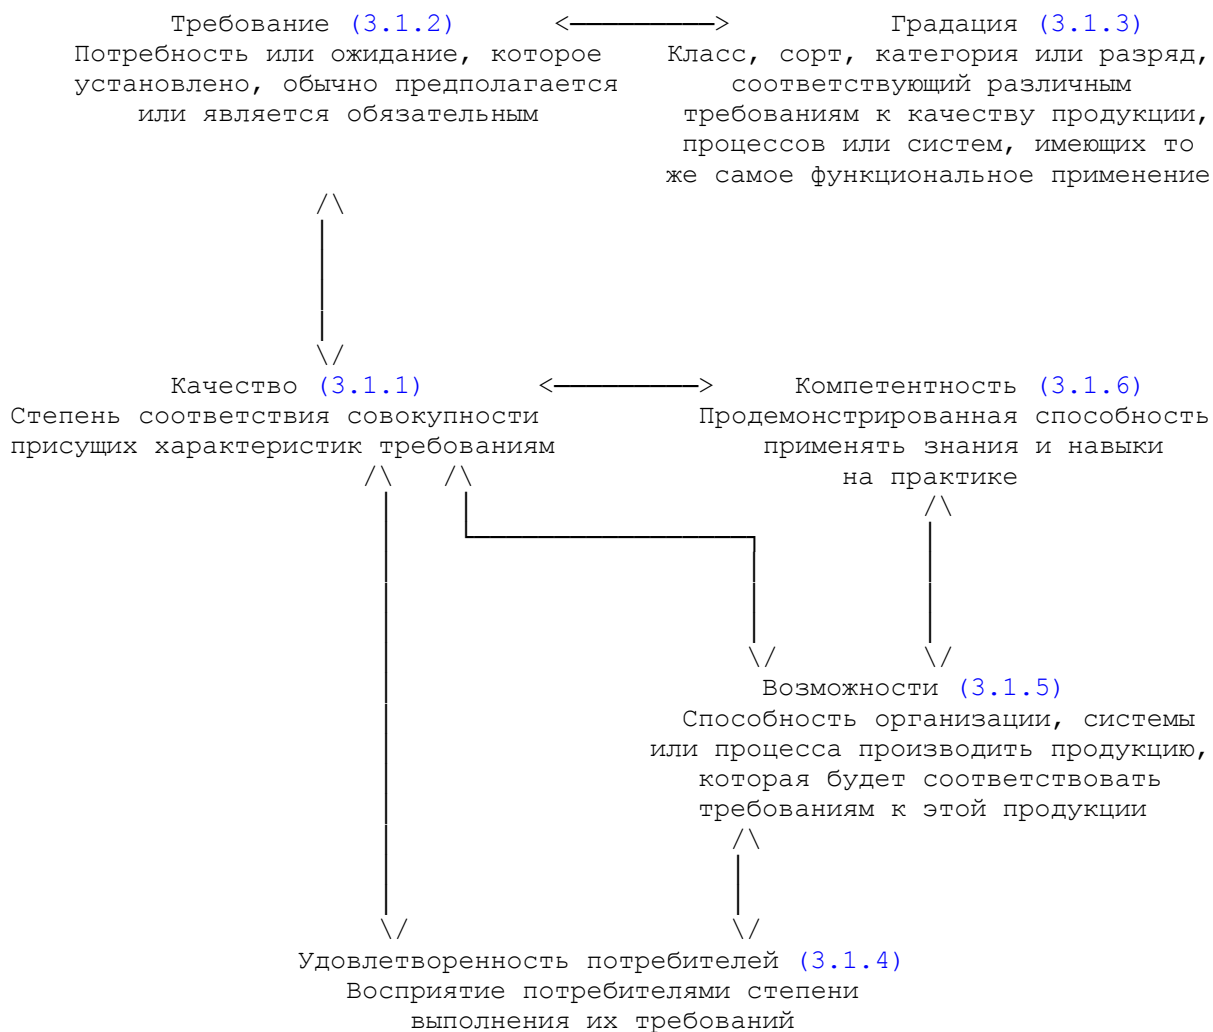 Требование (3.1.2) <—————————> Градация (3.1.3)
Потребность или ожидание, которое Класс, сорт, категория или разряд,
установлено, обычно предполагается соответствующий различным
или является обязательным требованиям к качеству продукции,
процессов или систем, имеющих то
же самое функциональное применение
Качество (3.1.1) <—————————> Компетентность (3.1.6)
Степень соответствия совокупности Продемонстрированная способность
присущих характеристик требованиям применять знания и навыки
на практике
Возможности (3.1.5)
Способность организации, системы
или процесса производить продукцию,
которая будет соответствовать
требованиям к этой продукции
Удовлетворенность потребителей (3.1.4)
Восприятие потребителями степени
выполнения их требований